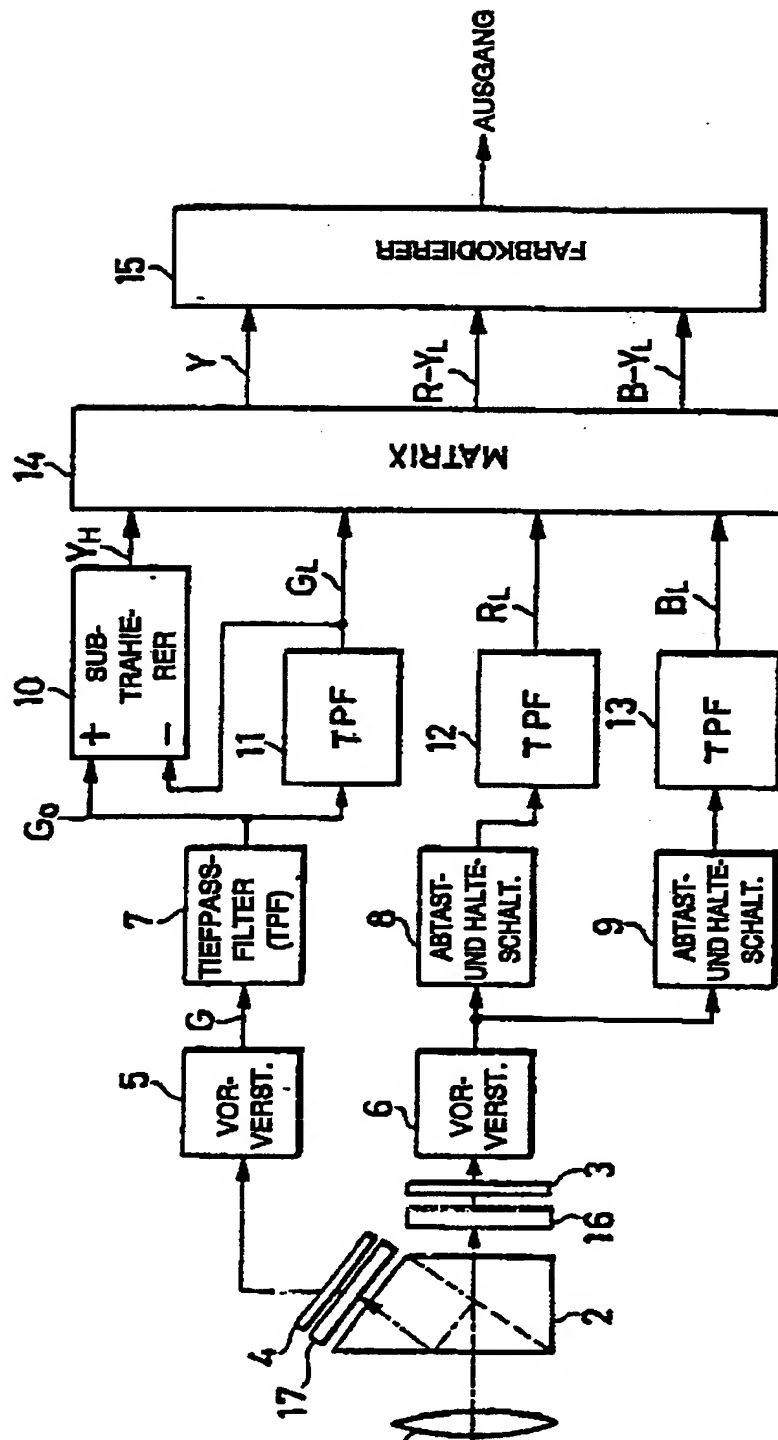 4
17
2
16
3
5
VOR-
VERST.
G
7
TIEFPASS-
FILTER
(TPF)
G0
10
+
−
SUB-
TRAHIE-
RER
YH
11
TPF
GL
6
VOR-
VERST.
8
ABTAST-
UND HALTE-
SCHALT.
12
TPF
RL
9
ABTAST-
UND HALTE-
SCHALT.
13
TPF
BL
14
MATRIX
Y
R-YL
B-YL
15
FARBKODIERER
AUSGANG